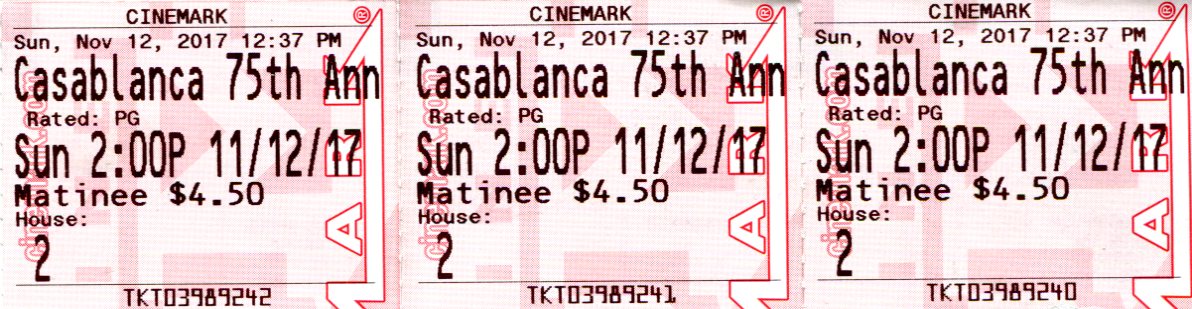 CINEMARK
Sun, Nov 12, 2017 12:37 PM
Casablanca 75th Ann
Rated: PG
Sun 2:00P 11/12/17
Matinee $4.50
House:
2
TKT03989242
CINEMARK
Sun, Nov 12, 2017 12:37 PM
Casablanca 75th Ann
Rated: PG
Sun 2:00P 11/12/17
Matinee $4.50
House:
2
TKT03989241
CINEMARK
Sun, Nov 12, 2017 12:37 PM
Casablanca 75th Ann
Rated: PG
Sun 2:00P 11/12/17
Matinee $4.50
House:
2
TKT03989240